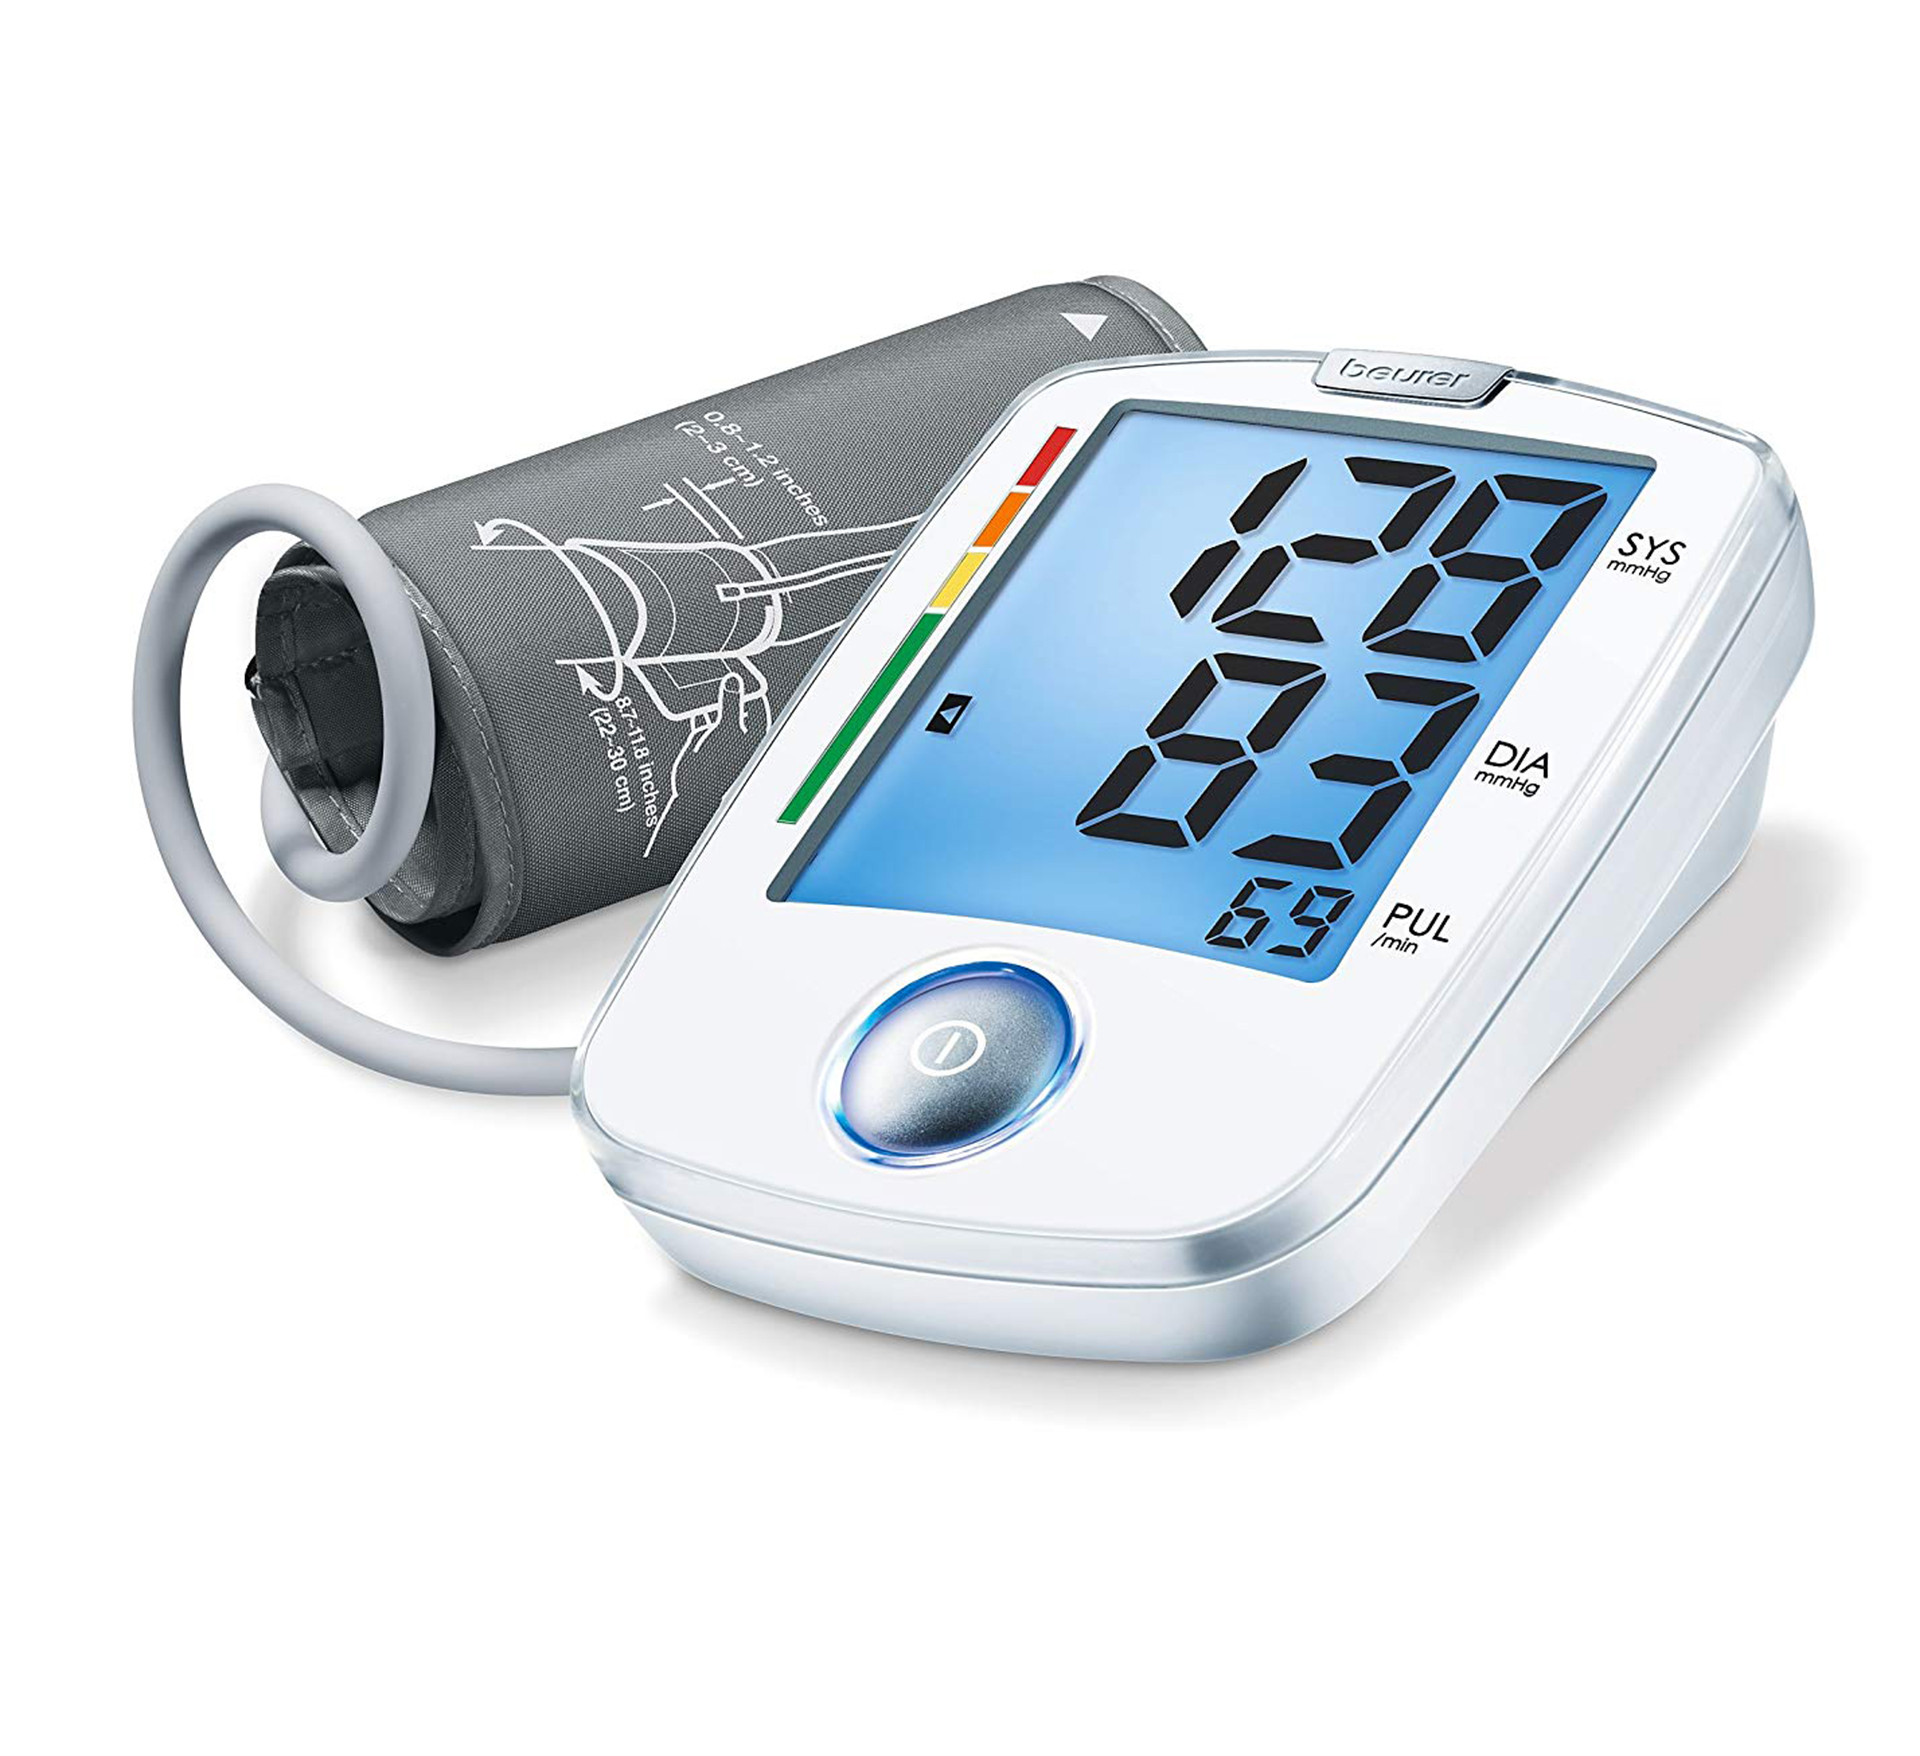 beurer
128
SYS
mmHg
83
DIA
mmHg
69
PUL
/min
0.8-1.2 inches
(2-3 cm)
8.7-11.8 inches
(22-30 cm)